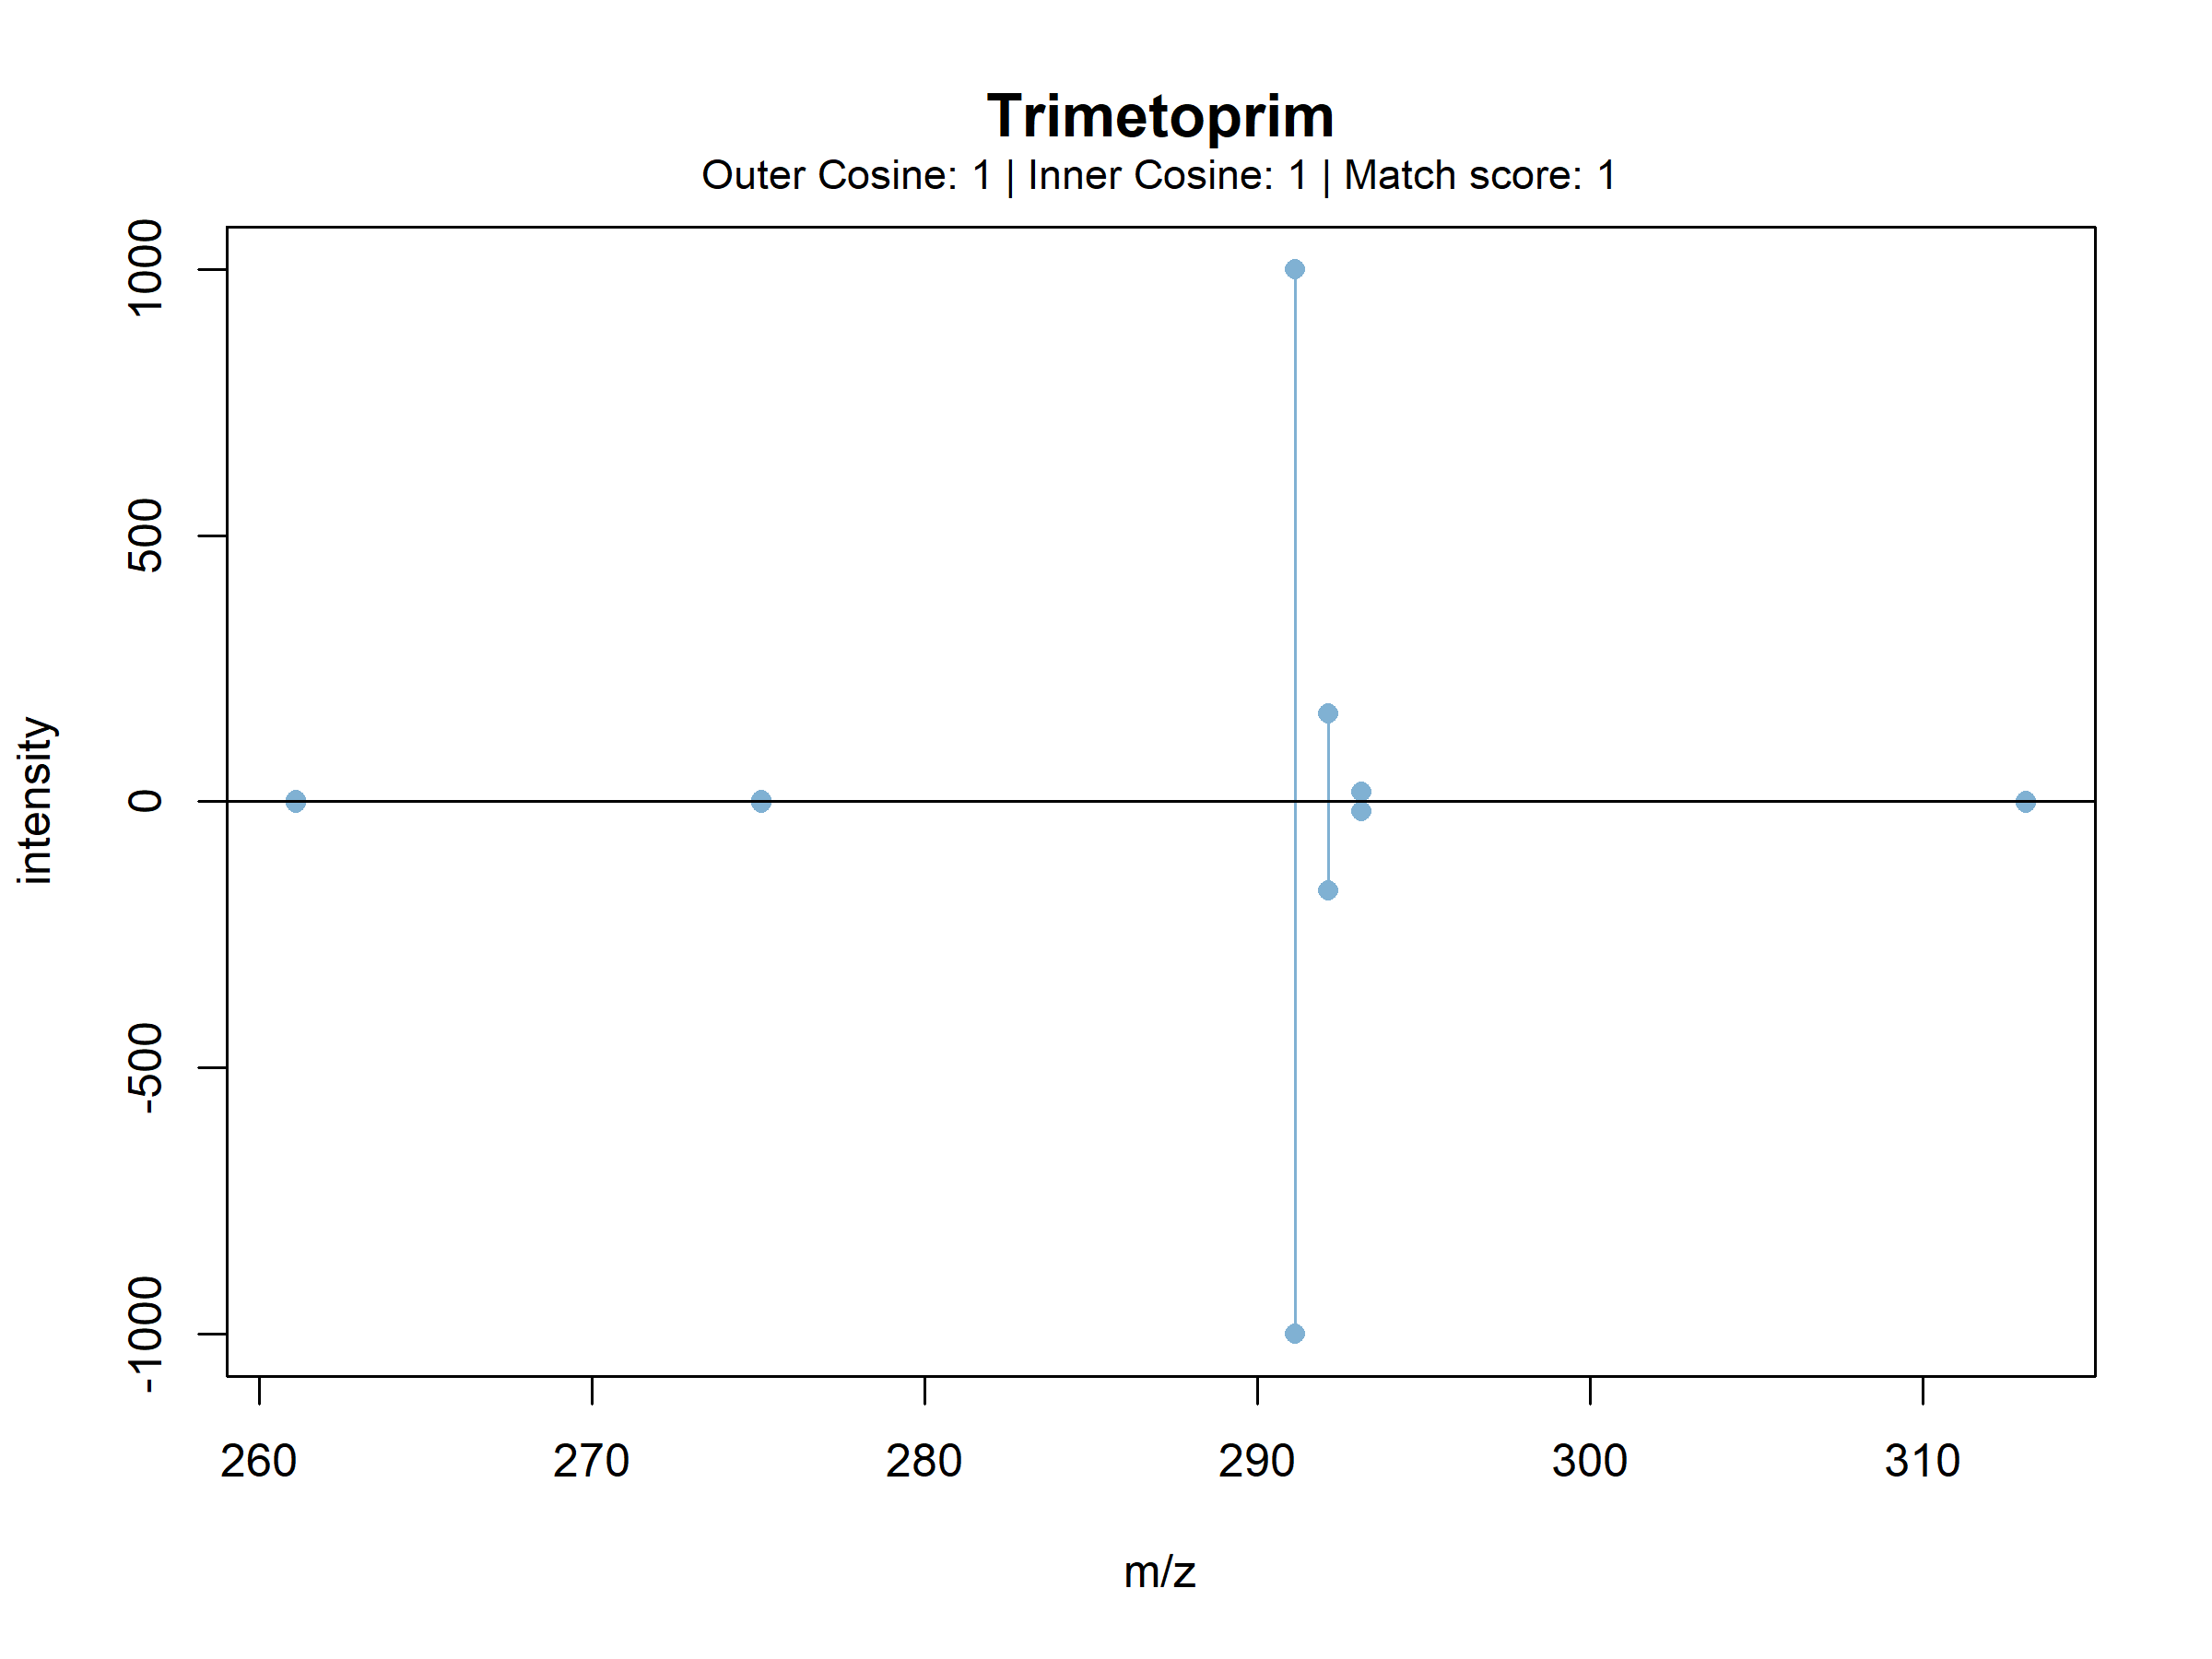 Trimetoprim
Outer Cosine: 1 | Inner Cosine: 1 | Match score: 1
1000
500
0
-500
-1000
intensity
260 270 280 290 300 310
m/z